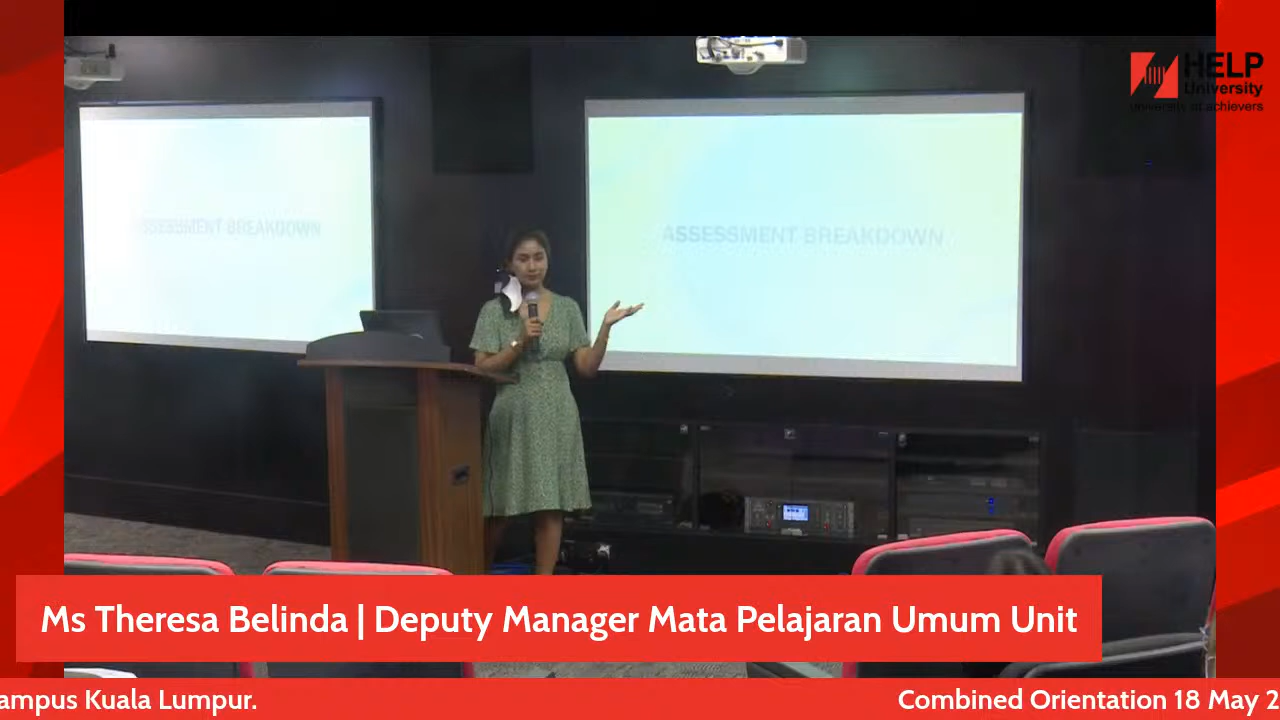 HELP
University
university of achievers
ASSESSMENT BREAKDOWN
ASSESSMENT BREAKDOWN
Ms Theresa Belinda | Deputy Manager Mata Pelajaran Umum Unit
ampus Kuala Lumpur.
Combined Orientation 18 May 2